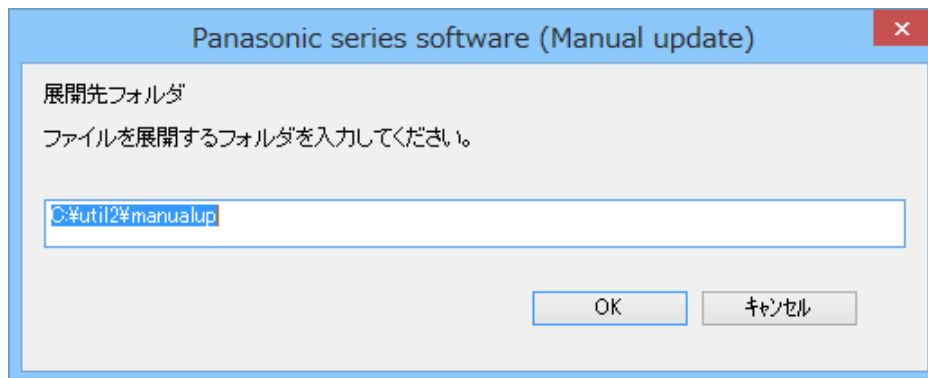 Panasonic series software (Manual update)
展開先フォルダ
ファイルを展開するフォルダを入力してください。
C:¥util2¥manualup
OK
キャンセル